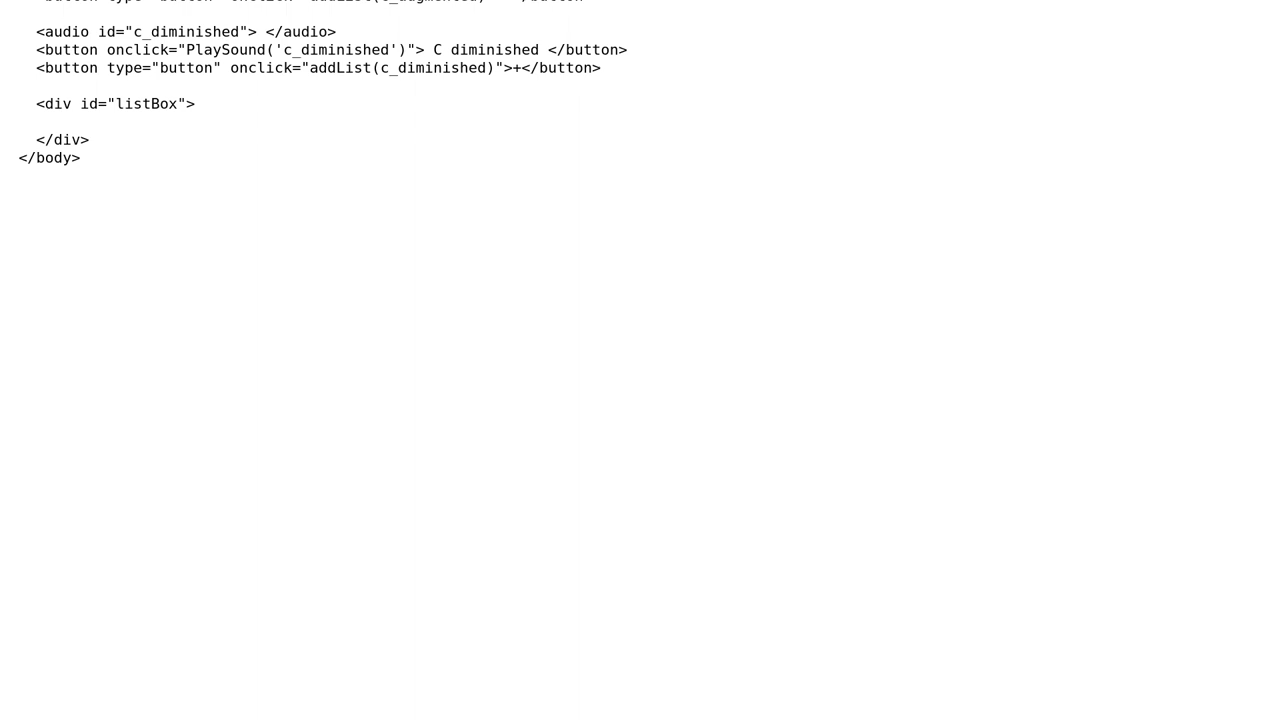 <audio id="c_diminished"> </audio>
<button onclick="PlaySound('c_diminished')"> C diminished </button>
<button type="button" onclick="addList(c_diminished)">+</button>
<div id="listBox">
</div>
</body>